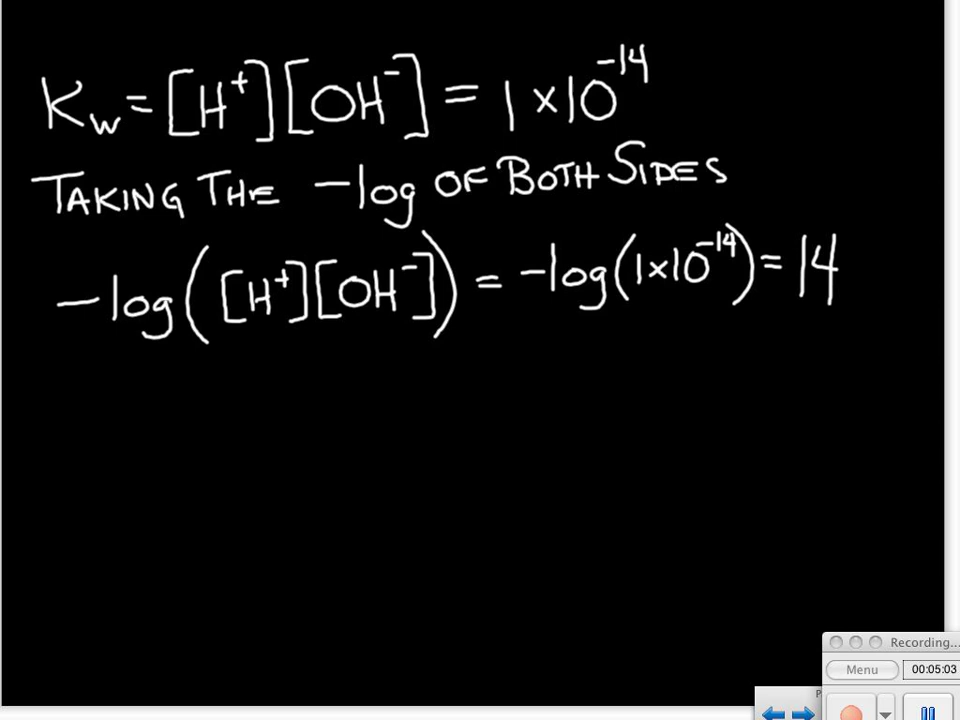 Kw = [H⁺][OH⁻] = 1 × 10⁻¹⁴
TAKING THE −log OF BOTH SIDES
−log([H⁺][OH⁻]) = −log(1×10⁻¹⁴) = 14
Recording...
Menu
00:05:03
P